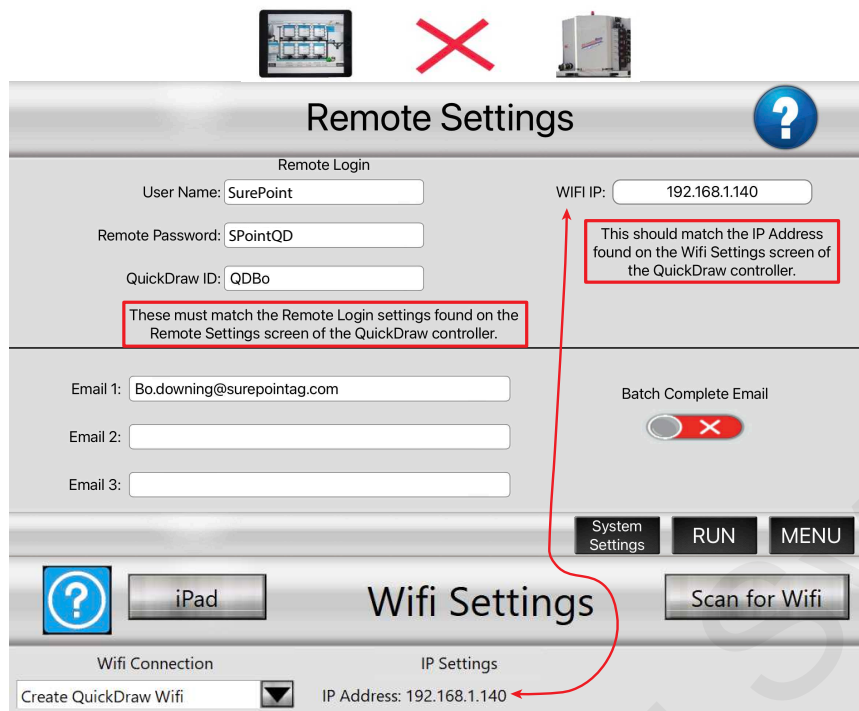 Remote Settings
?
Remote Login
User Name: SurePoint
WIFI IP: 192.168.1.140
Remote Password: SPointQD
This should match the IP Address
found on the Wifi Settings screen of
the QuickDraw controller.
QuickDraw ID: QDBo
These must match the Remote Login settings found on the
Remote Settings screen of the QuickDraw controller.
Email 1: Bo.downing@surepointag.com
Batch Complete Email
Email 2:
Email 3:
System
Settings
RUN
MENU
?
iPad
Wifi Settings
Scan for Wifi
Wifi Connection
IP Settings
Create QuickDraw Wifi
IP Address: 192.168.1.140